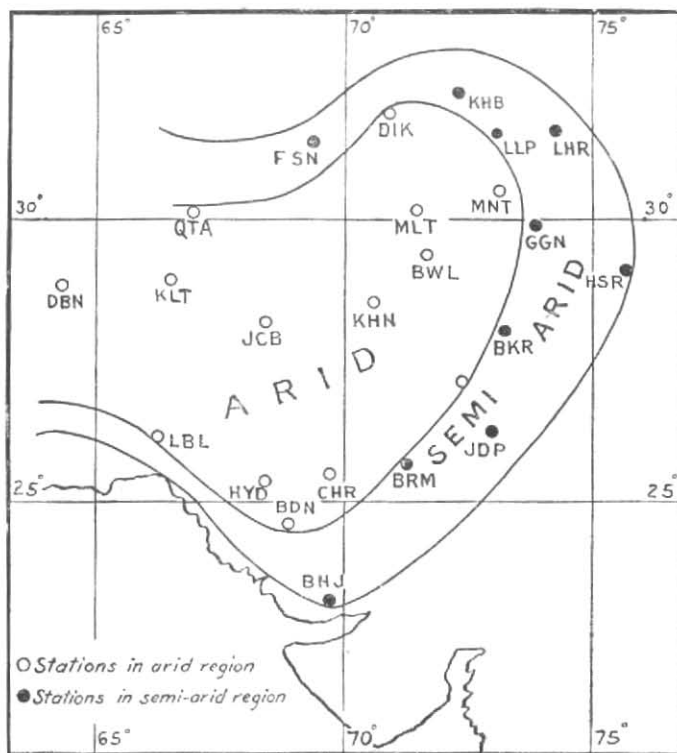 65°
70°
75°
KHB
DIK
LLP
LHR
FSN
30°
30°
QTA
MLT
MNT
GGN
BWL
HSR
DBN
KLT
KHN
JCB
BKR
ARID
SEMI ARID
LBL
JDP
HYD
CHR
BRM
25°
25°
BDN
BHJ
Stations in arid region
Stations in semi-arid region
65°
70°
75°